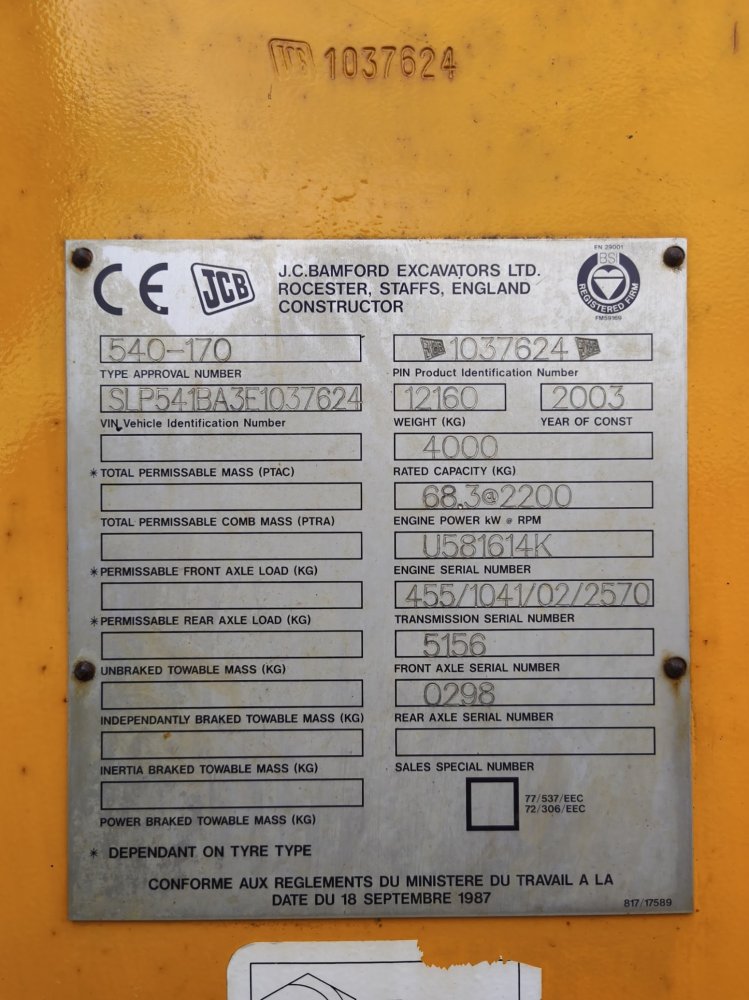 JCB 1037624
CE JCB
J.C.BAMFORD EXCAVATORS LTD.
ROCESTER, STAFFS, ENGLAND
CONSTRUCTOR
EN 29001
BSI
REGISTERED FIRM
FM59169
540-170
TYPE APPROVAL NUMBER
SLP541BA3E1037624
VIN Vehicle Identification Number
* TOTAL PERMISSABLE MASS (PTAC)
TOTAL PERMISSABLE COMB MASS (PTRA)
* PERMISSABLE FRONT AXLE LOAD (KG)
* PERMISSABLE REAR AXLE LOAD (KG)
UNBRAKED TOWABLE MASS (KG)
INDEPENDANTLY BRAKED TOWABLE MASS (KG)
INERTIA BRAKED TOWABLE MASS (KG)
POWER BRAKED TOWABLE MASS (KG)
* DEPENDANT ON TYRE TYPE
JCB 1037624 JCB
PIN Product Identification Number
12160 2003
WEIGHT (KG) YEAR OF CONST
4000
RATED CAPACITY (KG)
68.3@2200
ENGINE POWER kW @ RPM
U581614K
ENGINE SERIAL NUMBER
455/1041/02/2570
TRANSMISSION SERIAL NUMBER
5156
FRONT AXLE SERIAL NUMBER
0298
REAR AXLE SERIAL NUMBER
SALES SPECIAL NUMBER
77/537/EEC
72/306/EEC
CONFORME AUX REGLEMENTS DU MINISTERE DU TRAVAIL A LA
DATE DU 18 SEPTEMBRE 1987
817/17589